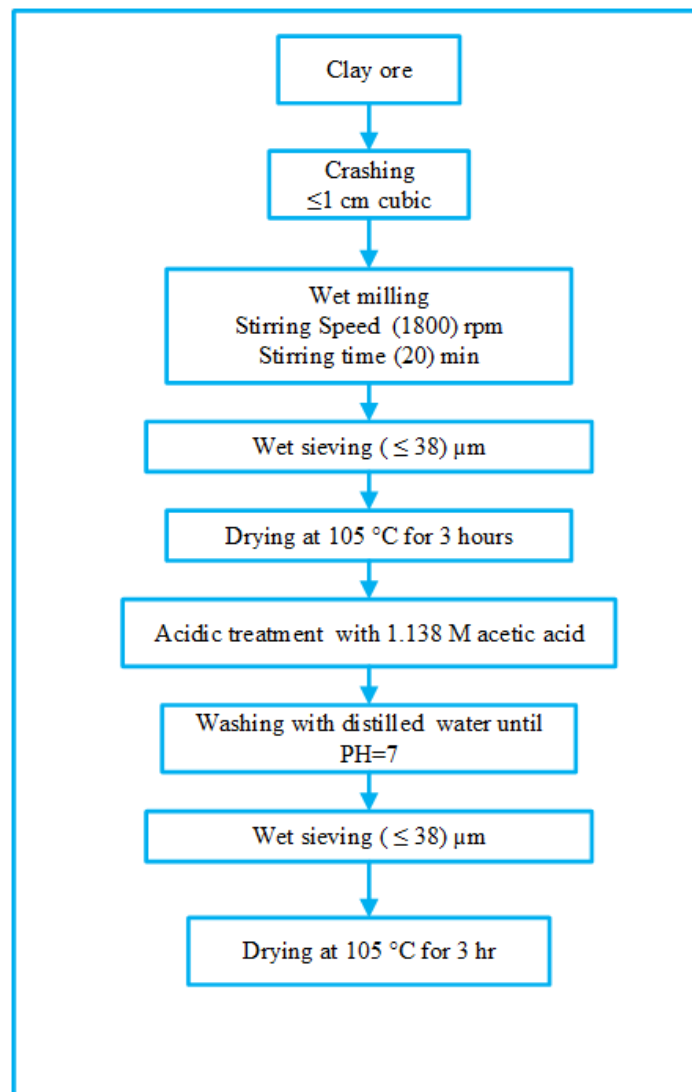 Clay ore
Crashing
≤1 cm cubic
Wet milling
Stirring Speed (1800) rpm
Stirring time (20) min
Wet sieving ( ≤ 38) µm
Drying at 105 °C for 3 hours
Acidic treatment with 1.138 M acetic acid
Washing with distilled water until
PH=7
Wet sieving ( ≤ 38) µm
Drying at 105 °C for 3 hr